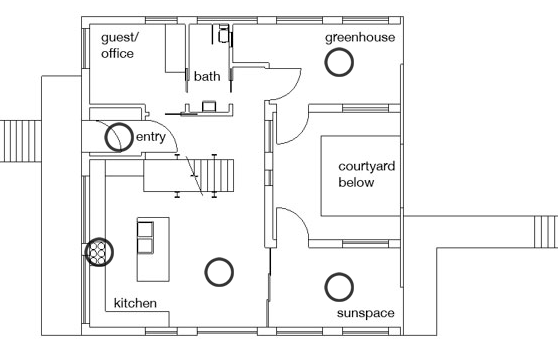 guest/
office
greenhouse
bath
entry
courtyard
below
kitchen
sunspace